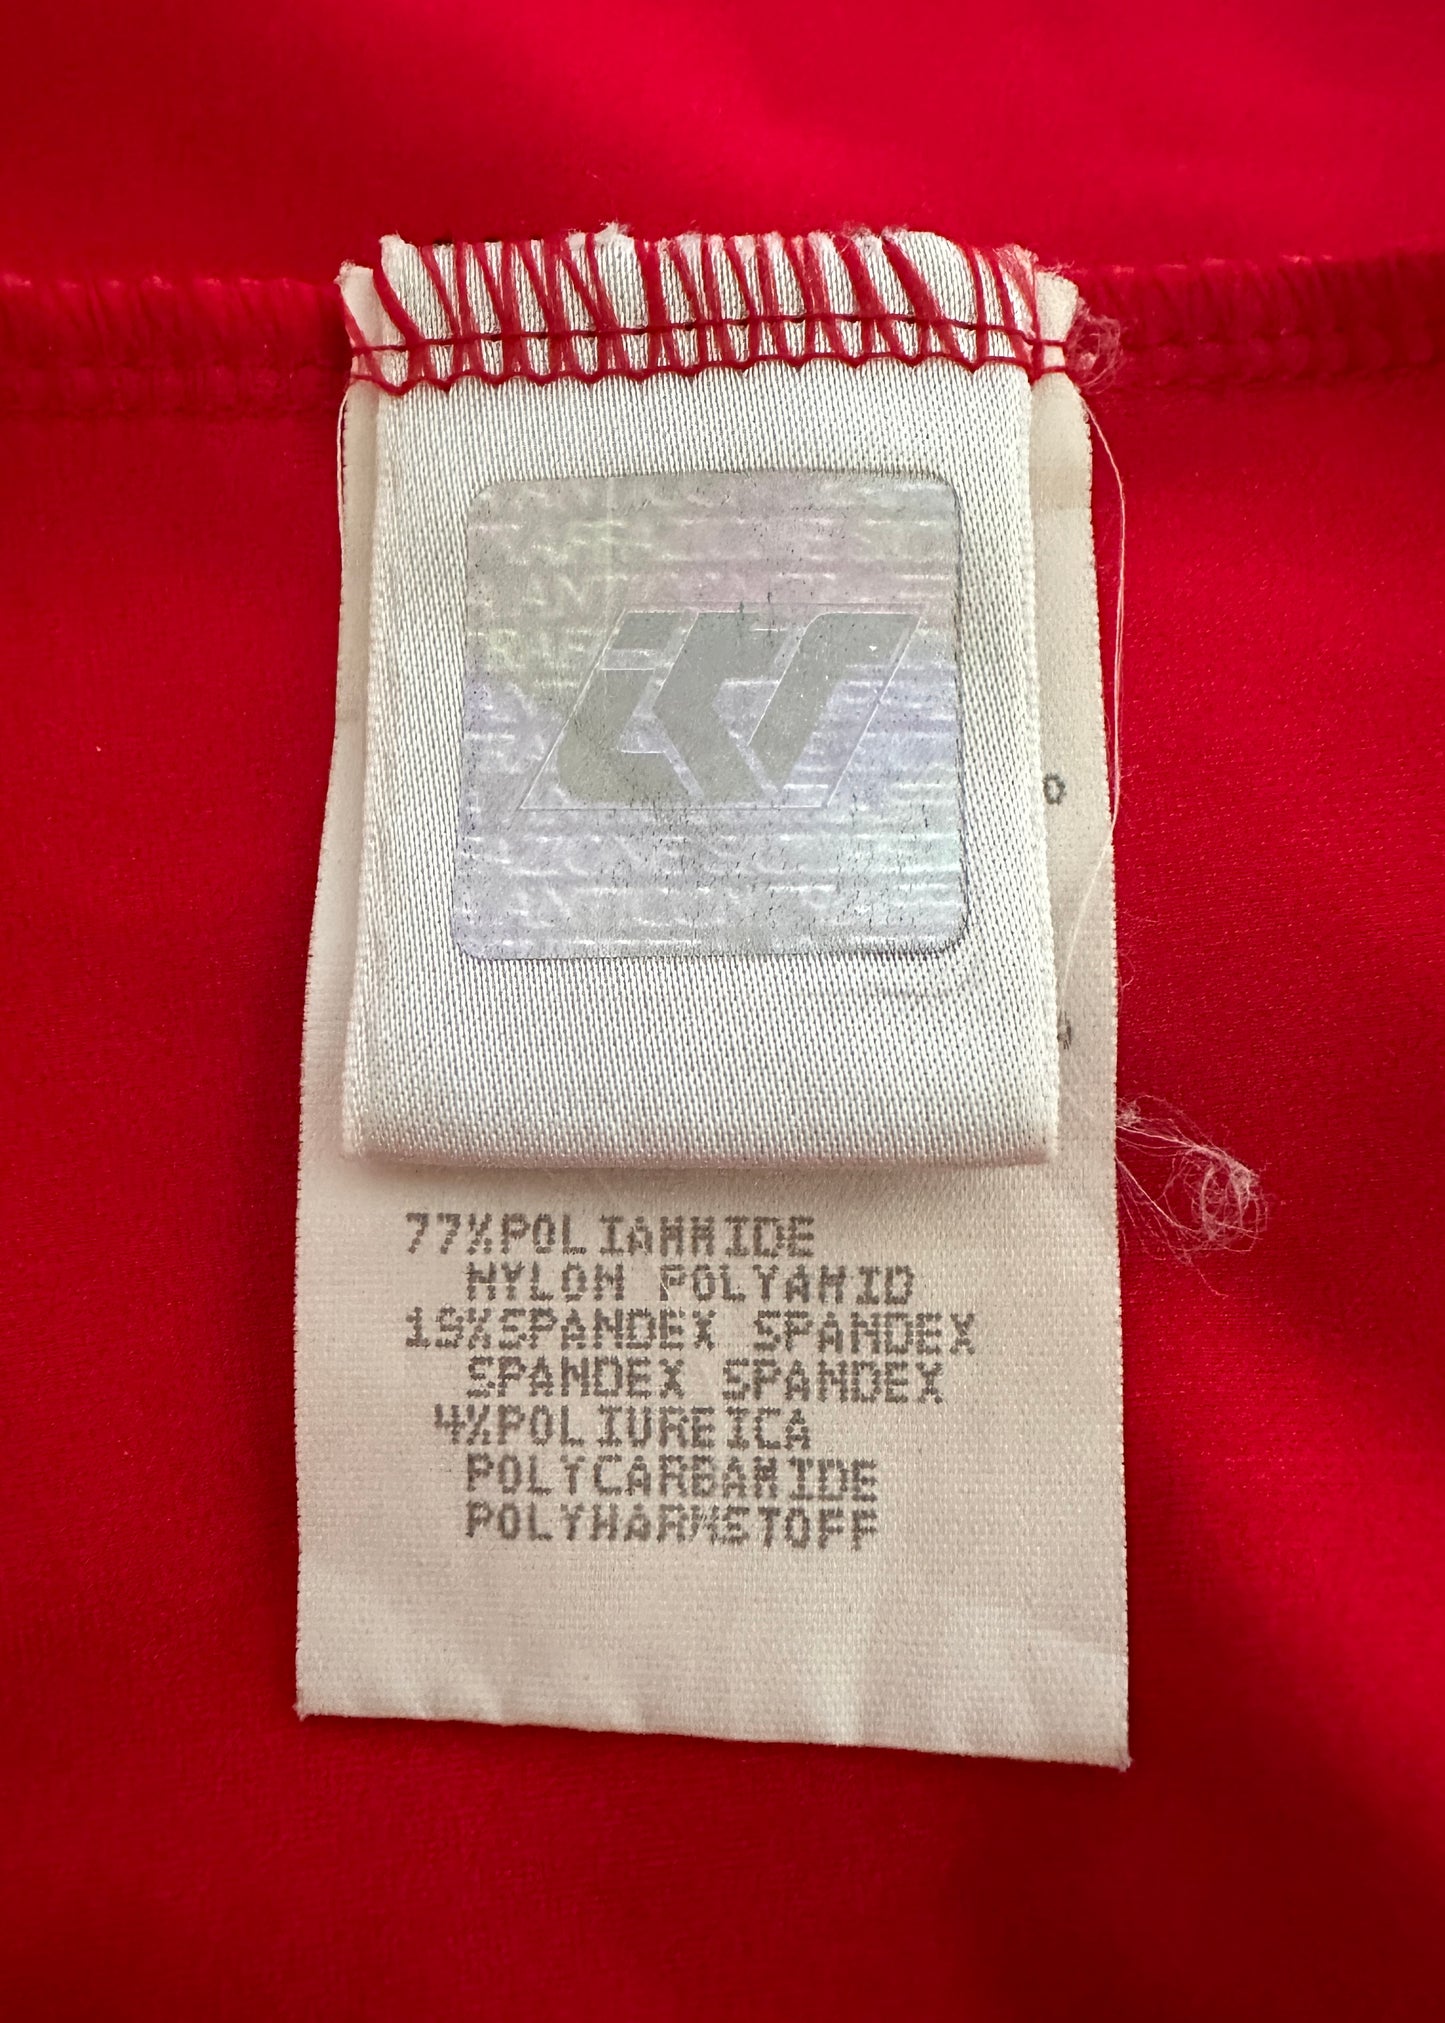 77%POLIAMMIDE
NYLON POLYAMID
19%SPANDEX SPANDEX
SPANDEX SPANDEX
4%POLIUREICA
POLYCARBAMIDE
POLYHARNSTOFF